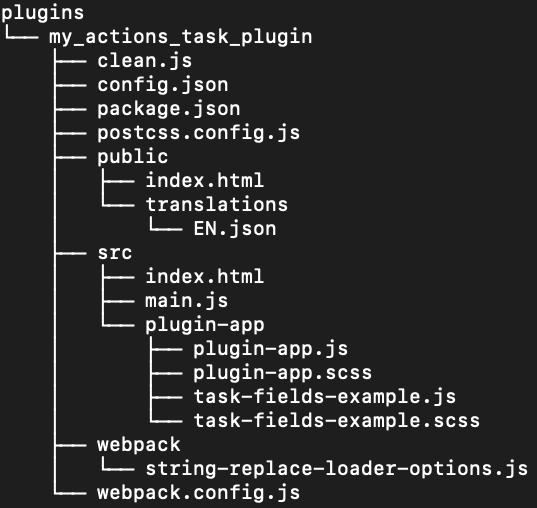 plugins
└── my_actions_task_plugin
    ├── clean.js
    ├── config.json
    ├── package.json
    ├── postcss.config.js
    ├── public
    │   ├── index.html
    │   └── translations
    │       └── EN.json
    ├── src
    │   ├── index.html
    │   ├── main.js
    │   └── plugin-app
    │       ├── plugin-app.js
    │       ├── plugin-app.scss
    │       ├── task-fields-example.js
    │       └── task-fields-example.scss
    ├── webpack
    │   └── string-replace-loader-options.js
    └── webpack.config.js